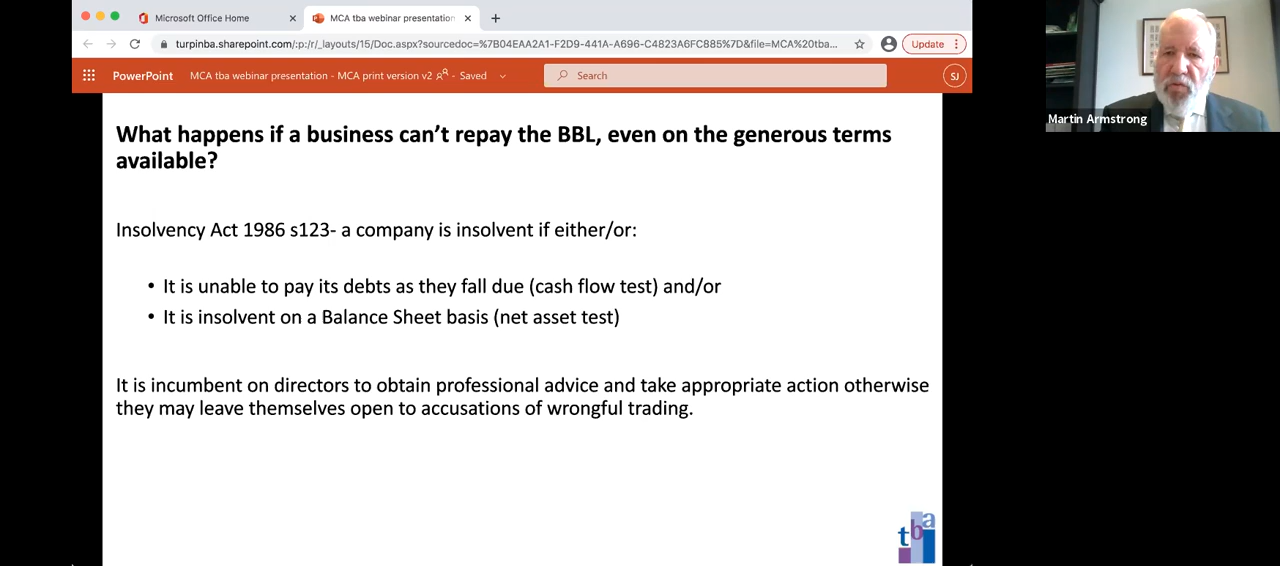 Microsoft Office Home
MCA tba webinar presentation
turpinba.sharepoint.com/:p:/r/_layouts/15/Doc.aspx?sourcedoc=%7B04EAA2A1-F2D9-441A-A696-C4823A6FC885%7D&file=MCA%20tba...
Update
PowerPoint
MCA tba webinar presentation - MCA print version v2 - Saved
Search
SJ
Martin Armstrong
What happens if a business can’t repay the BBL, even on the generous terms
available?
Insolvency Act 1986 s123- a company is insolvent if either/or:
• It is unable to pay its debts as they fall due (cash flow test) and/or
• It is insolvent on a Balance Sheet basis (net asset test)
It is incumbent on directors to obtain professional advice and take appropriate action otherwise
they may leave themselves open to accusations of wrongful trading.
tba